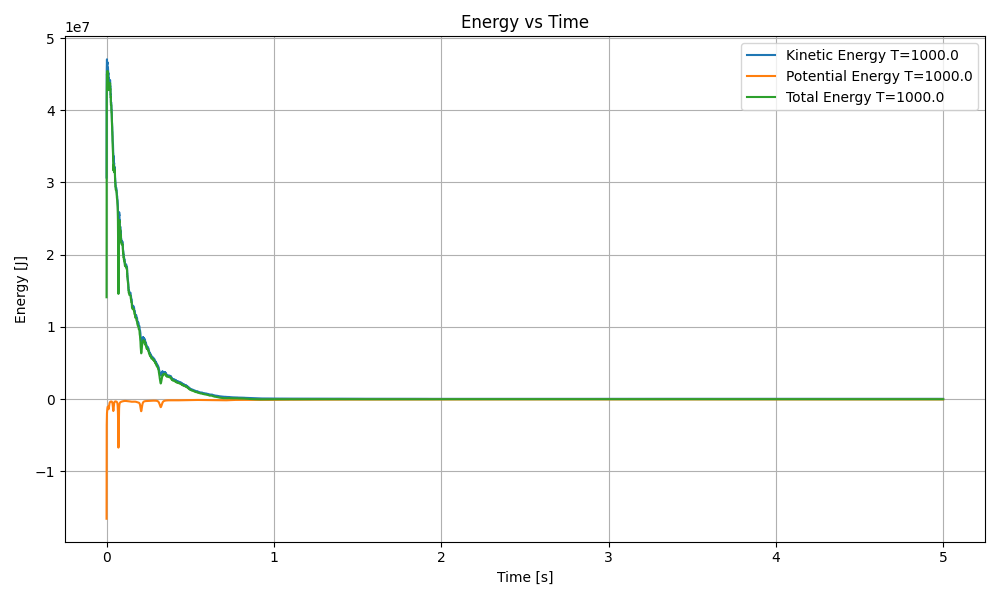 Energy vs Time
1e7
5
4
3
2
1
0
−1
Energy [J]
Kinetic Energy T=1000.0
Potential Energy T=1000.0
Total Energy T=1000.0
0 1 2 3 4 5
Time [s]